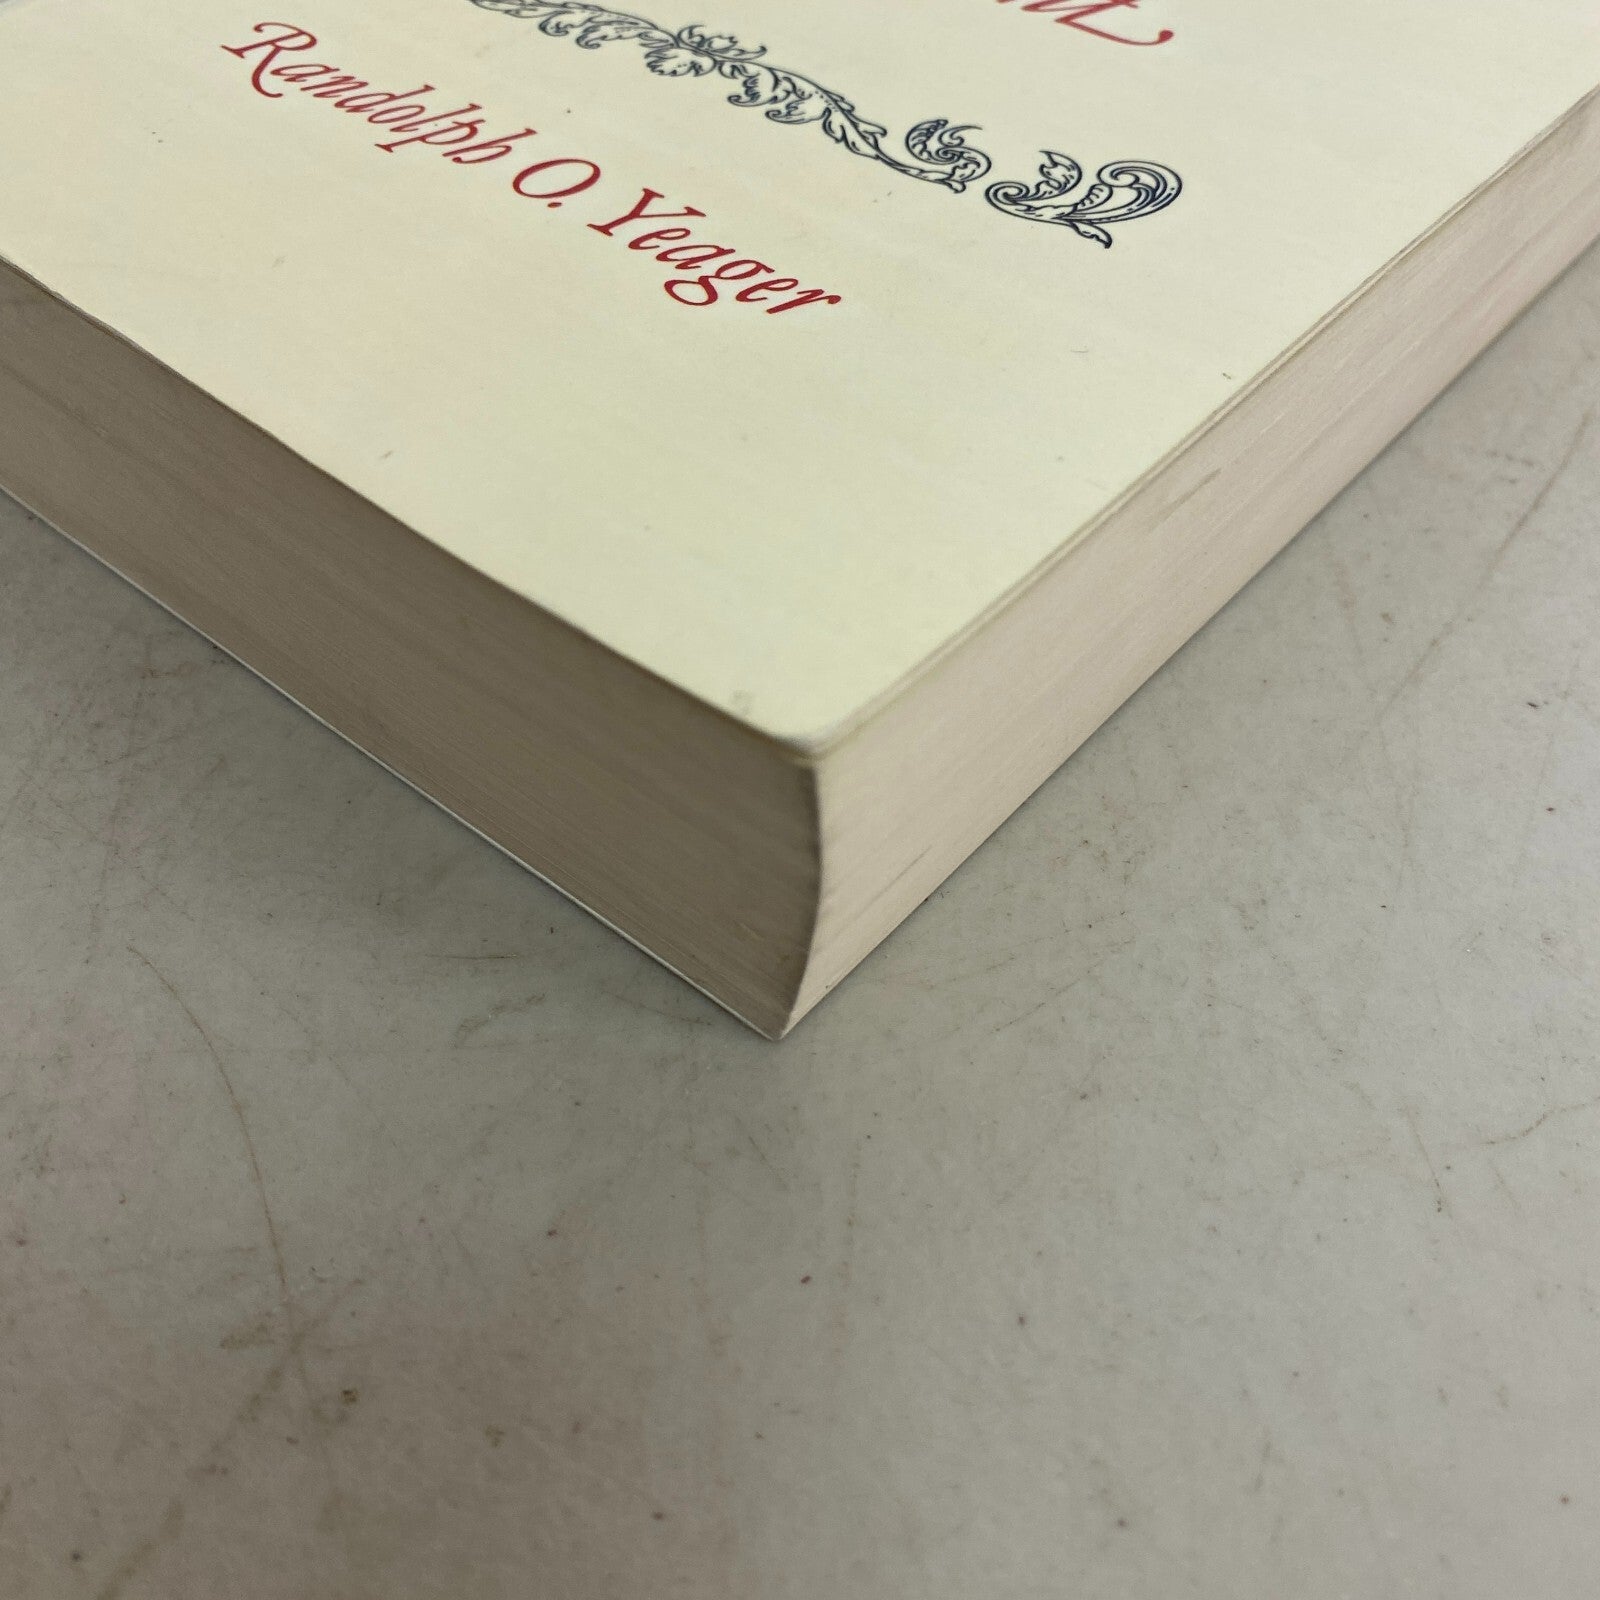 Randolph O. Yeager